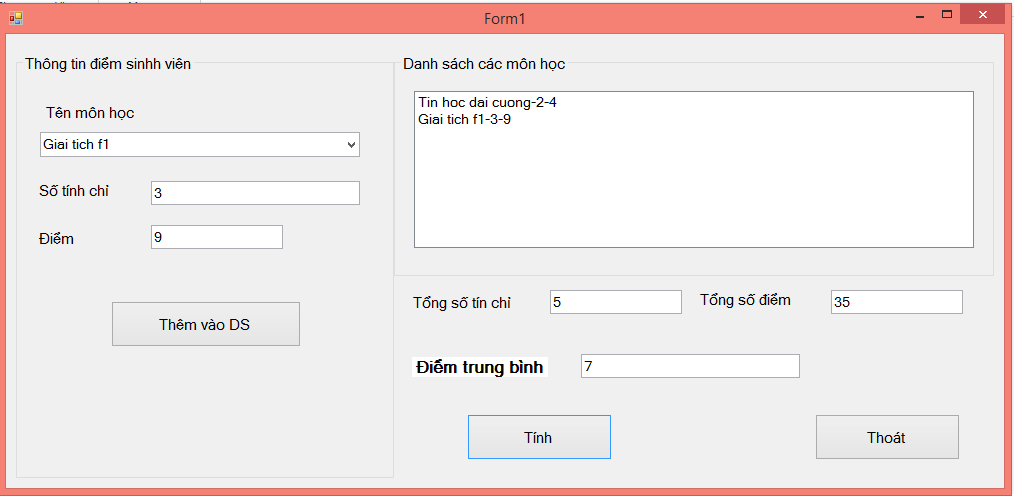 Form1
Thông tin điểm sinhh viên
Tên môn học
Giai tich f1
Số tính chỉ
3
Điểm
9
Thêm vào DS
Danh sách các môn học
Tin hoc dai cuong-2-4
Giai tich f1-3-9
Tổng số tín chỉ
5
Tổng số điểm
35
Điểm trung bình
7
Tính
Thoát